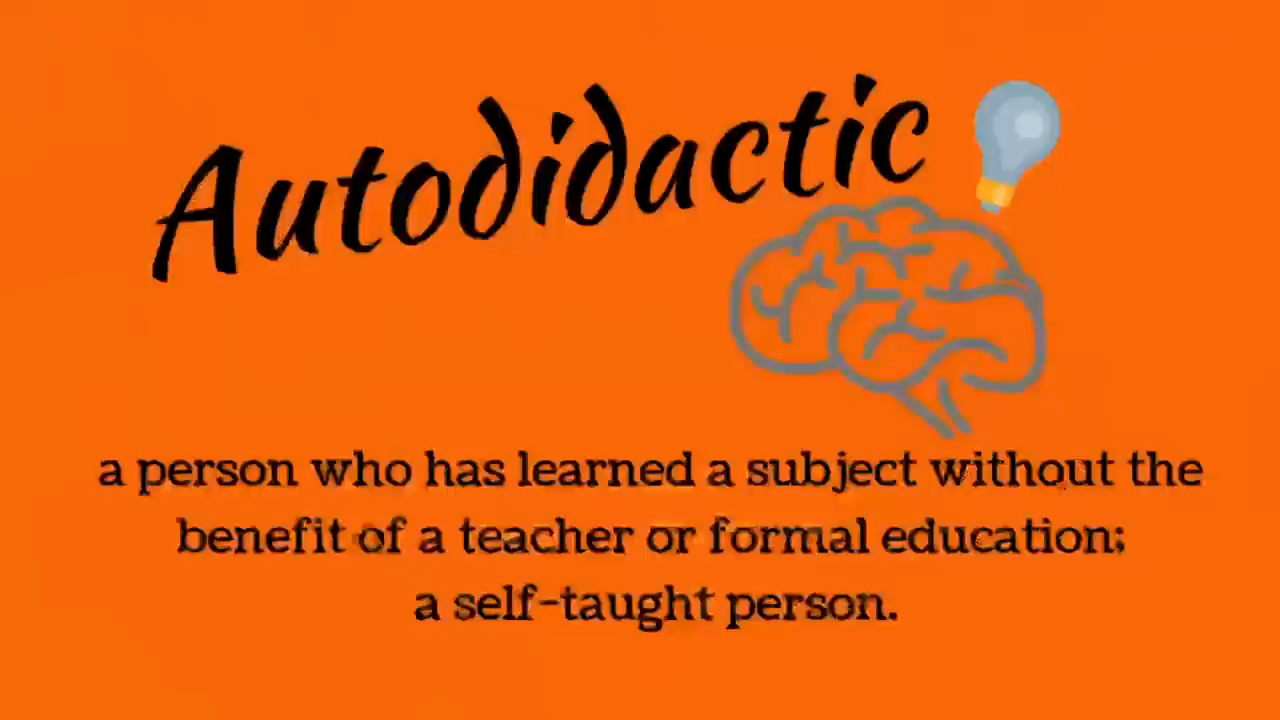 Autodidactic
a person who has learned a subject without the
benefit of a teacher or formal education;
a self-taught person.